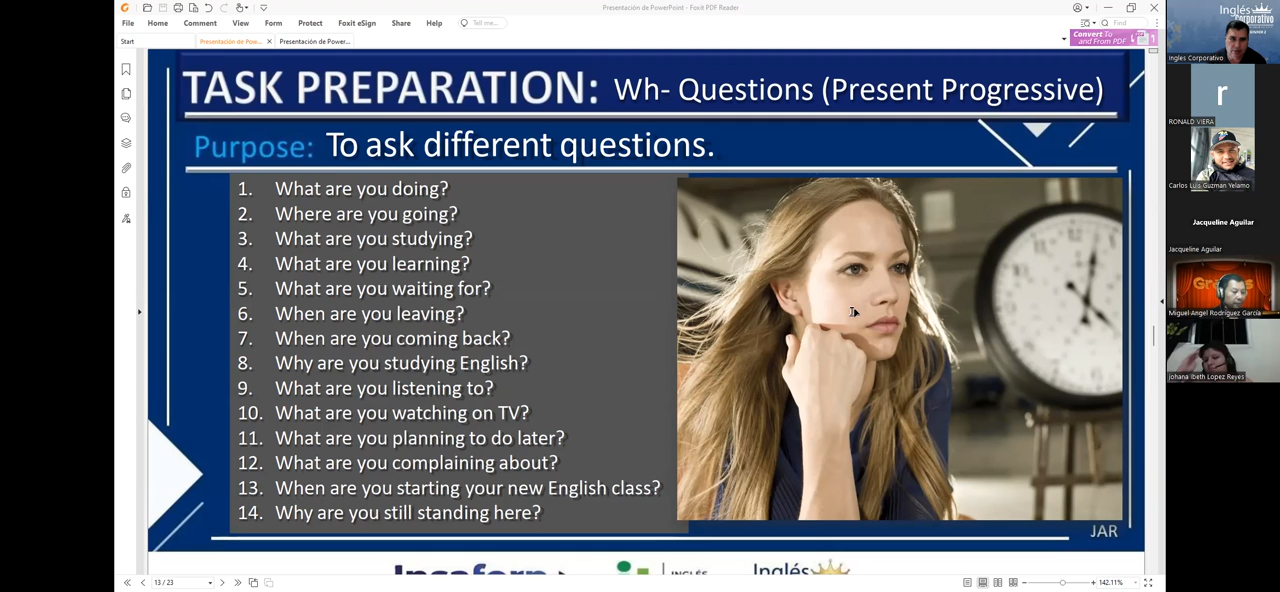 Presentación de PowerPoint - Foxit PDF Reader
File Home Comment View Form Protect Foxit eSign Share Help Tell me... Find
Start Presentación de Pow... Presentación de Power...
Convert To
and From PDF
TASK PREPARATION: Wh- Questions (Present Progressive)
Purpose: To ask different questions.
1. What are you doing?
2. Where are you going?
3. What are you studying?
4. What are you learning?
5. What are you waiting for?
6. When are you leaving?
7. When are you coming back?
8. Why are you studying English?
9. What are you listening to?
10. What are you watching on TV?
11. What are you planning to do later?
12. What are you complaining about?
13. When are you starting your new English class?
14. Why are you still standing here?
JAR
INGLÉS
Inglés
13 / 23
142.11%
Inglés
Corporativo
Ingles Corporativo
r
RONALD VIERA
Carlos Luis Guzman Yelamo
Jacqueline Aguilar
Jacqueline Aguilar
Miguel Angel Rodriguez García
johana libeth Lopez Reyes